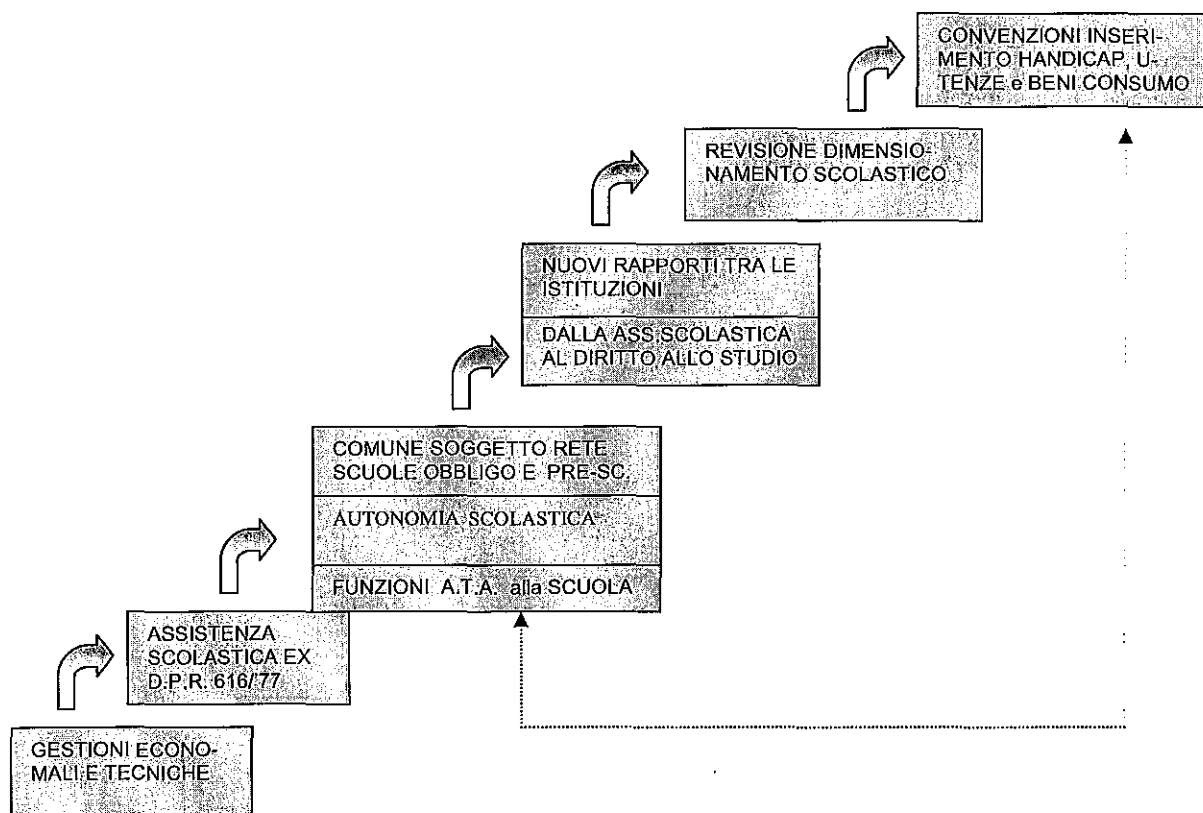 CONVENZIONI INSERI-
MENTO HANDICAP, U-
TENZE e BENI CONSUMO
REVISIONE DIMENSIO-
NAMENTO SCOLASTICO
NUOVI RAPPORTI TRA LE
ISTITUZIONI
DALLA ASS.SCOLASTICA
AL DIRITTO ALLO STUDIO
COMUNE SOGGETTO RETE
SCUOLE OBBLIGO E PRE-SC.
AUTONOMIA SCOLASTICA
FUNZIONI A.T.A. alla SCUOLA
ASSISTENZA
SCOLASTICA EX
D.P.R. 616/'77
GESTIONI ECONO-
MALI E TECNICHE